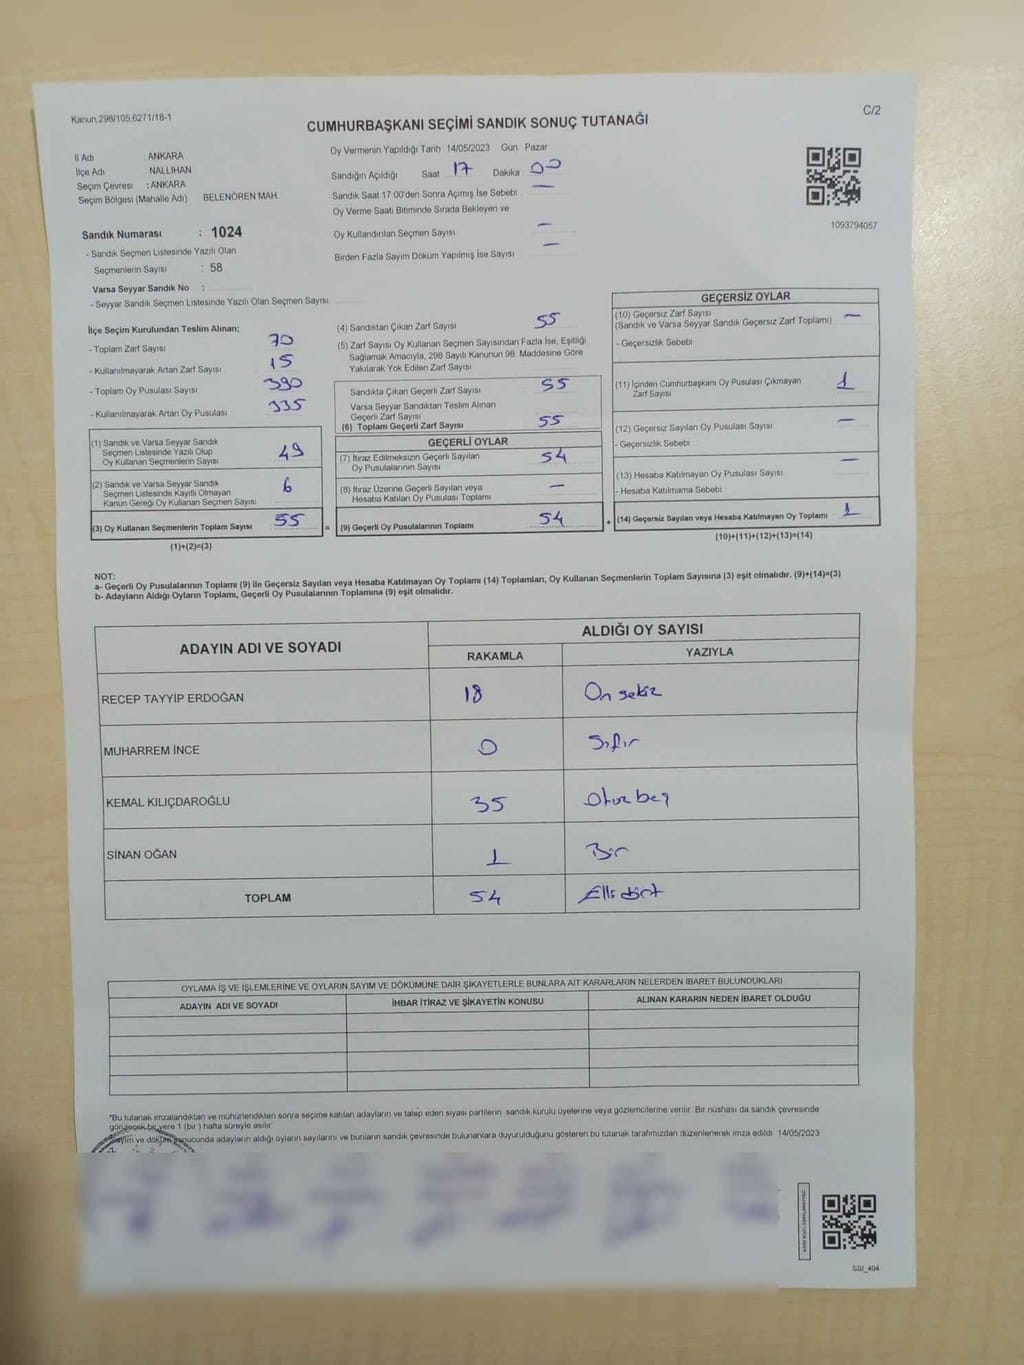 Kanun,298/105,6271/18-1
C/2
CUMHURBAŞKANI SEÇİMİ SANDIK SONUÇ TUTANAĞI
İl Adı : ANKARA
İlçe Adı : NALLIHAN
Seçim Çevresi : ANKARA
Seçim Bölgesi (Mahalle Adı) BELENÖREN MAH.
Sandık Numarası : 1024
- Sandık Seçmen Listesinde Yazılı Olan
Seçmenlerin Sayısı : 58
Varsa Seyyar Sandık No :
- Seyyar Sandık Seçmen Listesinde Yazılı Olan Seçmen Sayısı
Oy Vermenin Yapıldığı Tarih 14/05/2023 Gün Pazar
Sandığın Açıldığı Saat 17 Dakika 00
Sandık Saat 17:00'den Sonra Açımış İse Sebebi —
Oy Verme Saati Bitiminde Sırada Bekleyen ve
Oy Kullandırılan Seçmen Sayısı —
Birden Fazla Sayım Döküm Yapılmış İse Sayısı —
1093794057
İlçe Seçim Kurulundan Teslim Alınan;
- Toplam Zarf Sayısı 70
- Kullanılmayarak Artan Zarf Sayısı 15
- Toplam Oy Pusulası Sayısı 390
- Kullanılmayarak Artan Oy Pusulası 335
(1) Sandık ve Varsa Seyyar Sandık
Seçmen Listesinde Yazılı Olup
Oy Kullanan Seçmenlerin Sayısı 49
(2) Sandık ve Varsa Seyyar Sandık
Seçmen Listesinde Kayıtlı Olmayan
Kanun Gereği Oy Kullanan Seçmen Sayısı 6
(3) Oy Kullanan Seçmenlerin Toplam Sayısı 55
(1)+(2)=(3)
(4) Sandıktan Çıkan Zarf Sayısı 55
(5) Zarf Sayısı Oy Kullanan Seçmen Sayısından Fazla İse, Eşitliği
Sağlamak Amacıyla, 298 Sayılı Kanunun 98. Maddesine Göre
Yakılarak Yok Edilen Zarf Sayısı
Sandıkta Çıkan Geçerli Zarf Sayısı 55
Varsa Seyyar Sandıktan Teslim Alınan
Geçerli Zarf Sayısı
(6) Toplam Geçerli Zarf Sayısı 55
GEÇERLİ OYLAR
(7) İtiraz Edilmeksizin Geçerli Sayılan
Oy Pusulalarının Sayısı 54
(8) İtiraz Üzerine Geçerli Sayılan veya
Hesaba Katılan Oy Pusulası Toplamı —
= (9) Geçerli Oy Pusulalarının Toplamı 54
GEÇERSİZ OYLAR
(10) Geçersiz Zarf Sayısı —
(Sandık ve Varsa Seyyar Sandık Geçersiz Zarf Toplamı)
- Geçersizlik Sebebi
(11) İçinden Cumhurbaşkanı Oy Pusulası Çıkmayan
Zarf Sayısı 1
(12) Geçersiz Sayılan Oy Pusulası Sayısı —
- Geçersizlik Sebebi
(13) Hesaba Katılmayan Oy Pusulası Sayısı —
- Hesaba Katılmama Sebebi
+ (14) Geçersiz Sayılan veya Hesaba Katılmayan Oy Toplamı 1
(10)+(11)+(12)+(13)=(14)
NOT:
a- Geçerli Oy Pusulalarının Toplamı (9) ile Geçersiz Sayılan veya Hesaba Katılmayan Oy Toplamı (14) Toplamları, Oy Kullanan Seçmenlerin Toplam Sayısına (3) eşit olmalıdır. (9)+(14)=(3)
b- Adayların Aldığı Oyların Toplamı, Geçerli Oy Pusulalarının Toplamına (9) eşit olmalıdır.
ADAYIN ADI VE SOYADI ALDIĞI OY SAYISI
RAKAMLA YAZIYLA
RECEP TAYYİP ERDOĞAN 18 On sekiz
MUHARREM İNCE 0 Sıfır
KEMAL KILIÇDAROĞLU 35 Otuz beş
SİNAN OĞAN 1 Bir
TOPLAM 54 Elli dört
OYLAMA İŞ VE İŞLEMLERİNE VE OYLARIN SAYIM VE DÖKÜMÜNE DAİR ŞİKAYETLERLE BUNLARA AİT KARARLARIN NELERDEN İBARET BULUNDUKLARI
ADAYIN ADI VE SOYADI İHBAR İTİRAZ VE ŞİKAYETİN KONUSU ALINAN KARARIN NEDEN İBARET OLDUĞU
*Bu tutanak imzalandıktan ve mühürlendikten sonra seçime katılan adayların ve talep eden siyasi partilerin sandık kurulu üyelerine veya gözlemcilerine verilir. Bir nushası da sandık çevresinde
görülecek bir yere 1 (bir) hafta süreyle asılır.
Sayım ve döküm sonucunda adayların aldığı oyların sayılarını ve bunların sandık çevresinde bulunanlara duyurulduğunu gösteren bu tutanak tarafımızdan düzenlenerek imza edildi. 14/05/2023
SSI_404